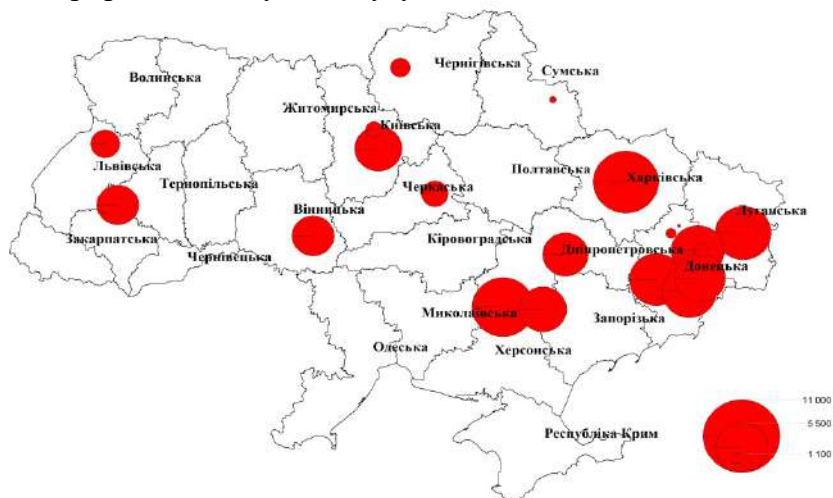 Волинська
Чернігівська
Сумська
Житомирська
Київська
Львівська
Тернопільська
Полтавська
Харківська
Черкаська
Вінницька
Луганська
Закарпатська
Чернівецька
Кіровоградська
Дніпропетровська
Донецька
Миколаївська
Запорізька
Одеська
Херсонська
Республіка Крим
11 000
5 500
1 100